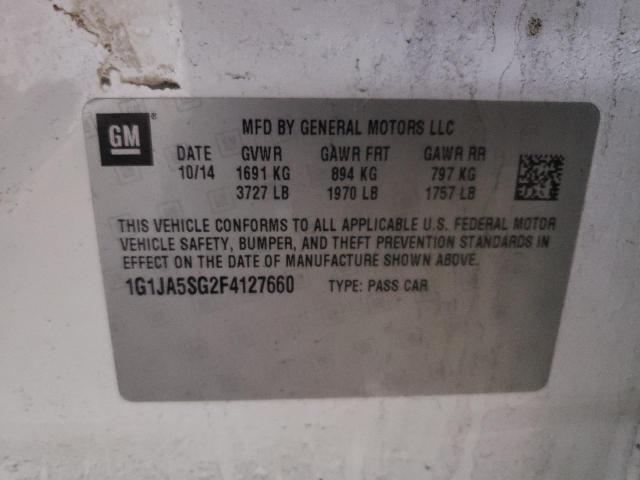 GM®
MFD BY GENERAL MOTORS LLC
DATE GVWR GAWR FRT GAWR RR
10/14 1691 KG 894 KG 797 KG
3727 LB 1970 LB 1757 LB
THIS VEHICLE CONFORMS TO ALL APPLICABLE U.S. FEDERAL MOTOR
VEHICLE SAFETY, BUMPER, AND THEFT PREVENTION STANDARDS IN
EFFECT ON THE DATE OF MANUFACTURE SHOWN ABOVE.
1G1JA5SG2F4127660 TYPE: PASS CAR